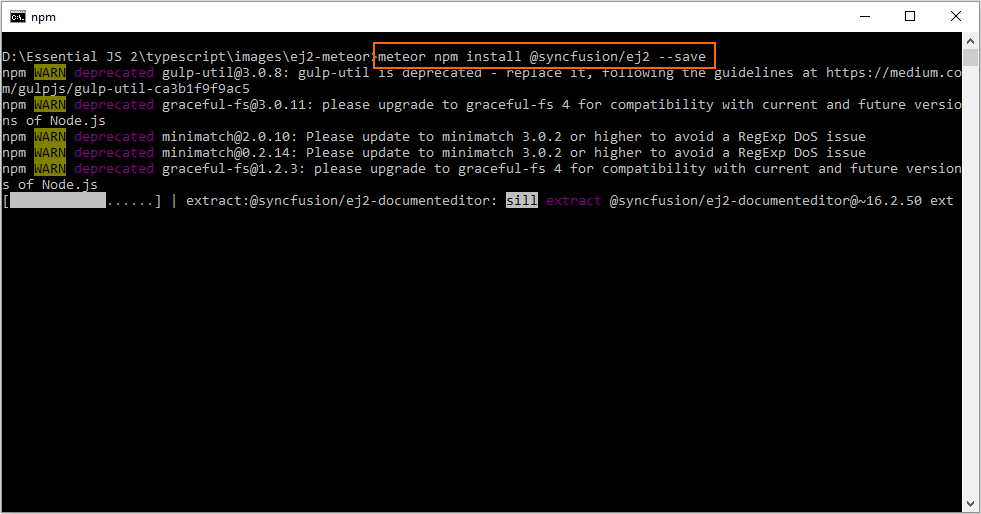 npm
D:\Essential JS 2\typescript\images\ej2-meteor>meteor npm install @syncfusion/ej2 --save
npm WARN deprecated gulp-util@3.0.8: gulp-util is deprecated - replace it, following the guidelines at https://medium.co
m/gulpjs/gulp-util-ca3b1f9f9ac5
npm WARN deprecated graceful-fs@3.0.11: please upgrade to graceful-fs 4 for compatibility with current and future versio
ns of Node.js
npm WARN deprecated minimatch@2.0.10: Please update to minimatch 3.0.2 or higher to avoid a RegExp DoS issue
npm WARN deprecated minimatch@0.2.14: Please update to minimatch 3.0.2 or higher to avoid a RegExp DoS issue
npm WARN deprecated graceful-fs@1.2.3: please upgrade to graceful-fs 4 for compatibility with current and future version
s of Node.js
[            ......] | extract:@syncfusion/ej2-documenteditor: sill extract @syncfusion/ej2-documenteditor@~16.2.50 ext